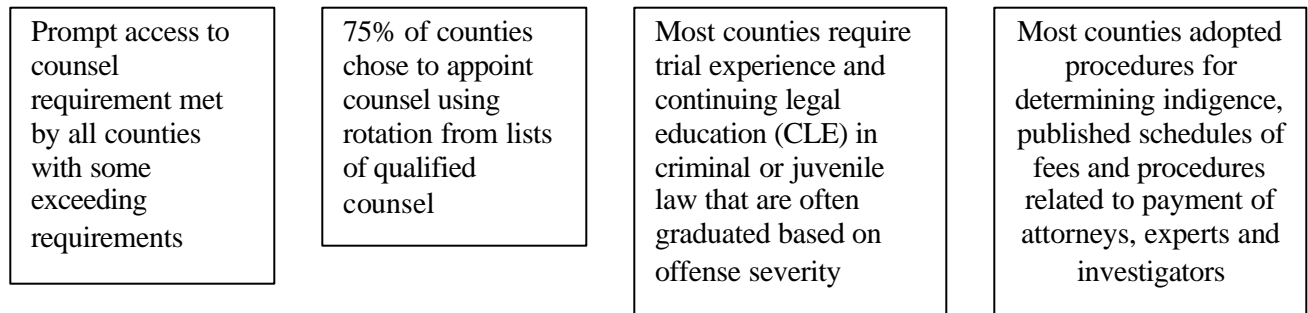 Prompt access to
counsel
requirement met
by all counties
with some
exceeding
requirements
75% of counties
chose to appoint
counsel using
rotation from lists
of qualified
counsel
Most counties require
trial experience and
continuing legal
education (CLE) in
criminal or juvenile
law that are often
graduated based on
offense severity
Most counties adopted
procedures for
determining indigence,
published schedules of
fees and procedures
related to payment of
attorneys, experts and
investigators